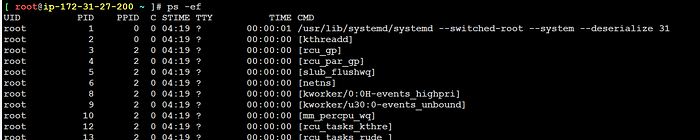 [ root@ip-172-31-27-200 ~ ]# ps -ef
UID PID PPID C STIME TTY TIME CMD
root 1 0 0 04:19 ? 00:00:01 /usr/lib/systemd/systemd --switched-root --system --deserialize 31
root 2 0 0 04:19 ? 00:00:00 [kthreadd]
root 3 2 0 04:19 ? 00:00:00 [rcu_gp]
root 4 2 0 04:19 ? 00:00:00 [rcu_par_gp]
root 5 2 0 04:19 ? 00:00:00 [slub_flushwq]
root 6 2 0 04:19 ? 00:00:00 [netns]
root 8 2 0 04:19 ? 00:00:00 [kworker/0:0H-events_highpri]
root 9 2 0 04:19 ? 00:00:00 [kworker/u30:0-events_unbound]
root 10 2 0 04:19 ? 00:00:00 [mm_percpu_wq]
root 12 2 0 04:19 ? 00:00:00 [rcu_tasks_kthre]
root 13 2 0 04:19 ? 00:00:00 [rcu_tasks_rude_]